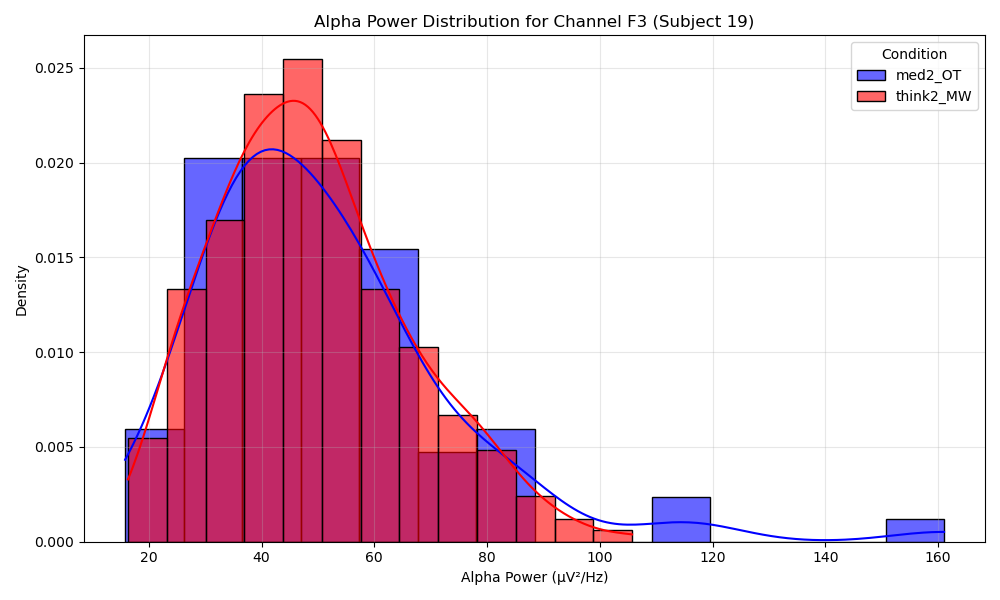 Alpha Power Distribution for Channel F3 (Subject 19)
Condition
med2_OT
think2_MW
0.025
0.020
0.015
0.010
0.005
0.000
Density
20 40 60 80 100 120 140 160
Alpha Power (μV²/Hz)